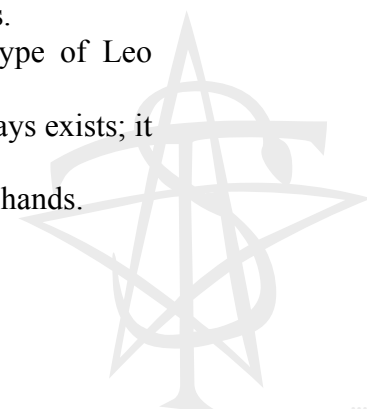 s.
ype of Leo
ays exists; it
hands.